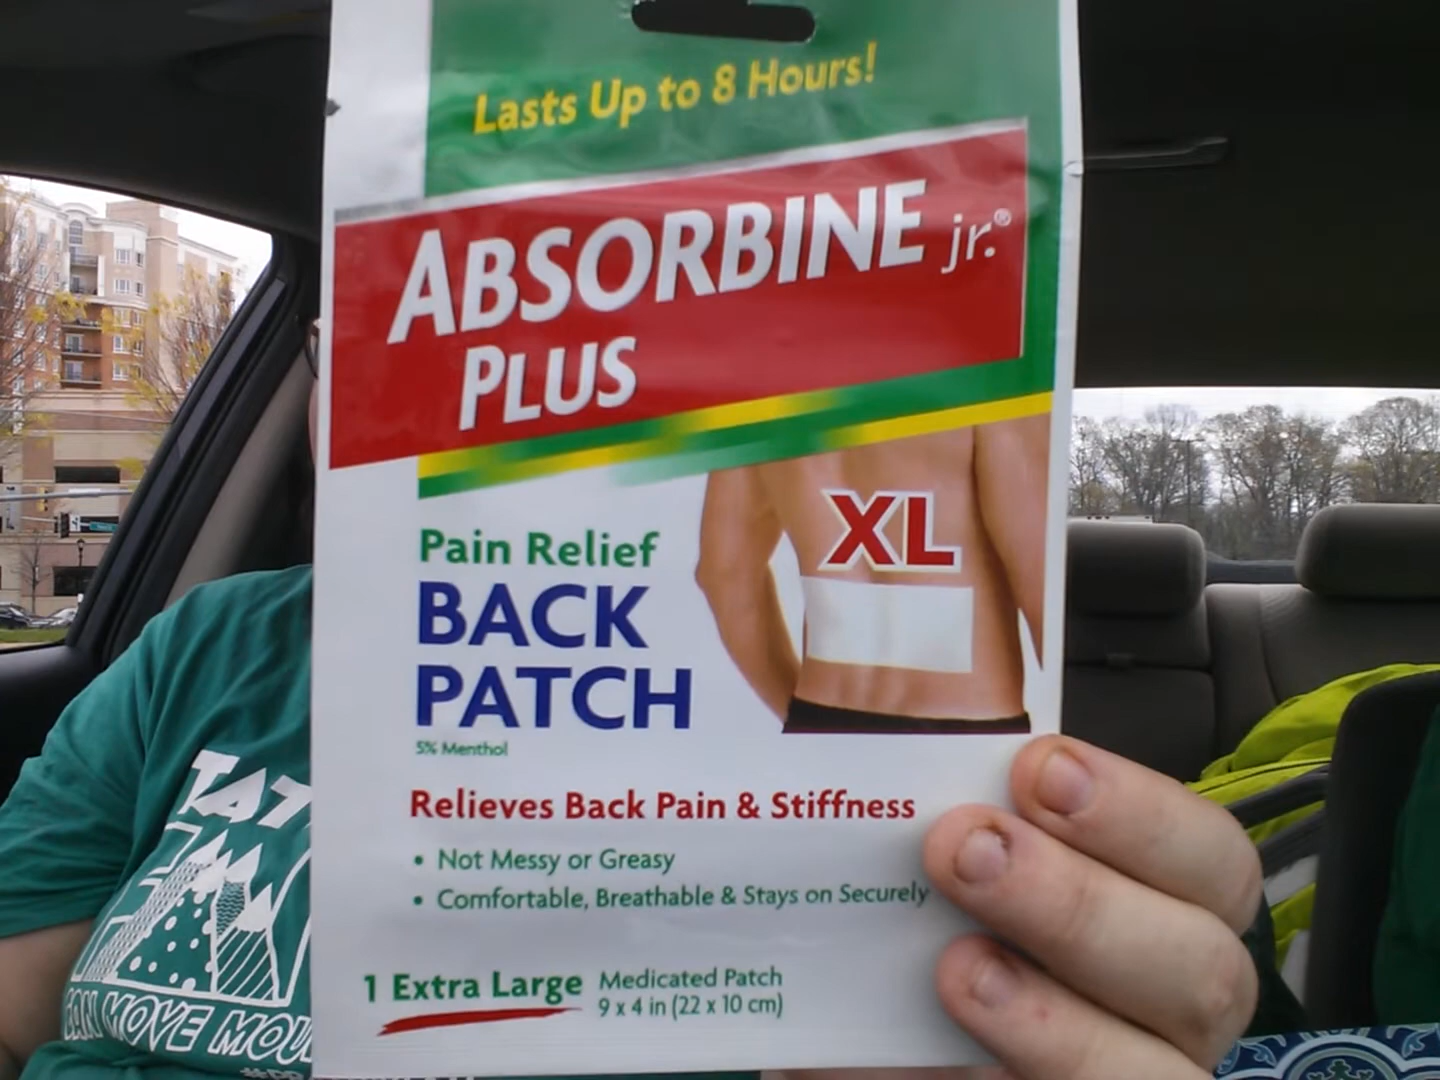 Lasts Up to 8 Hours!
ABSORBINE jr.®
PLUS
XL
Pain Relief
BACK
PATCH
5% Menthol
Relieves Back Pain & Stiffness
• Not Messy or Greasy
• Comfortable, Breathable & Stays on Securely
1 Extra Large
Medicated Patch
9 x 4 in (22 x 10 cm)
CAN MOVE